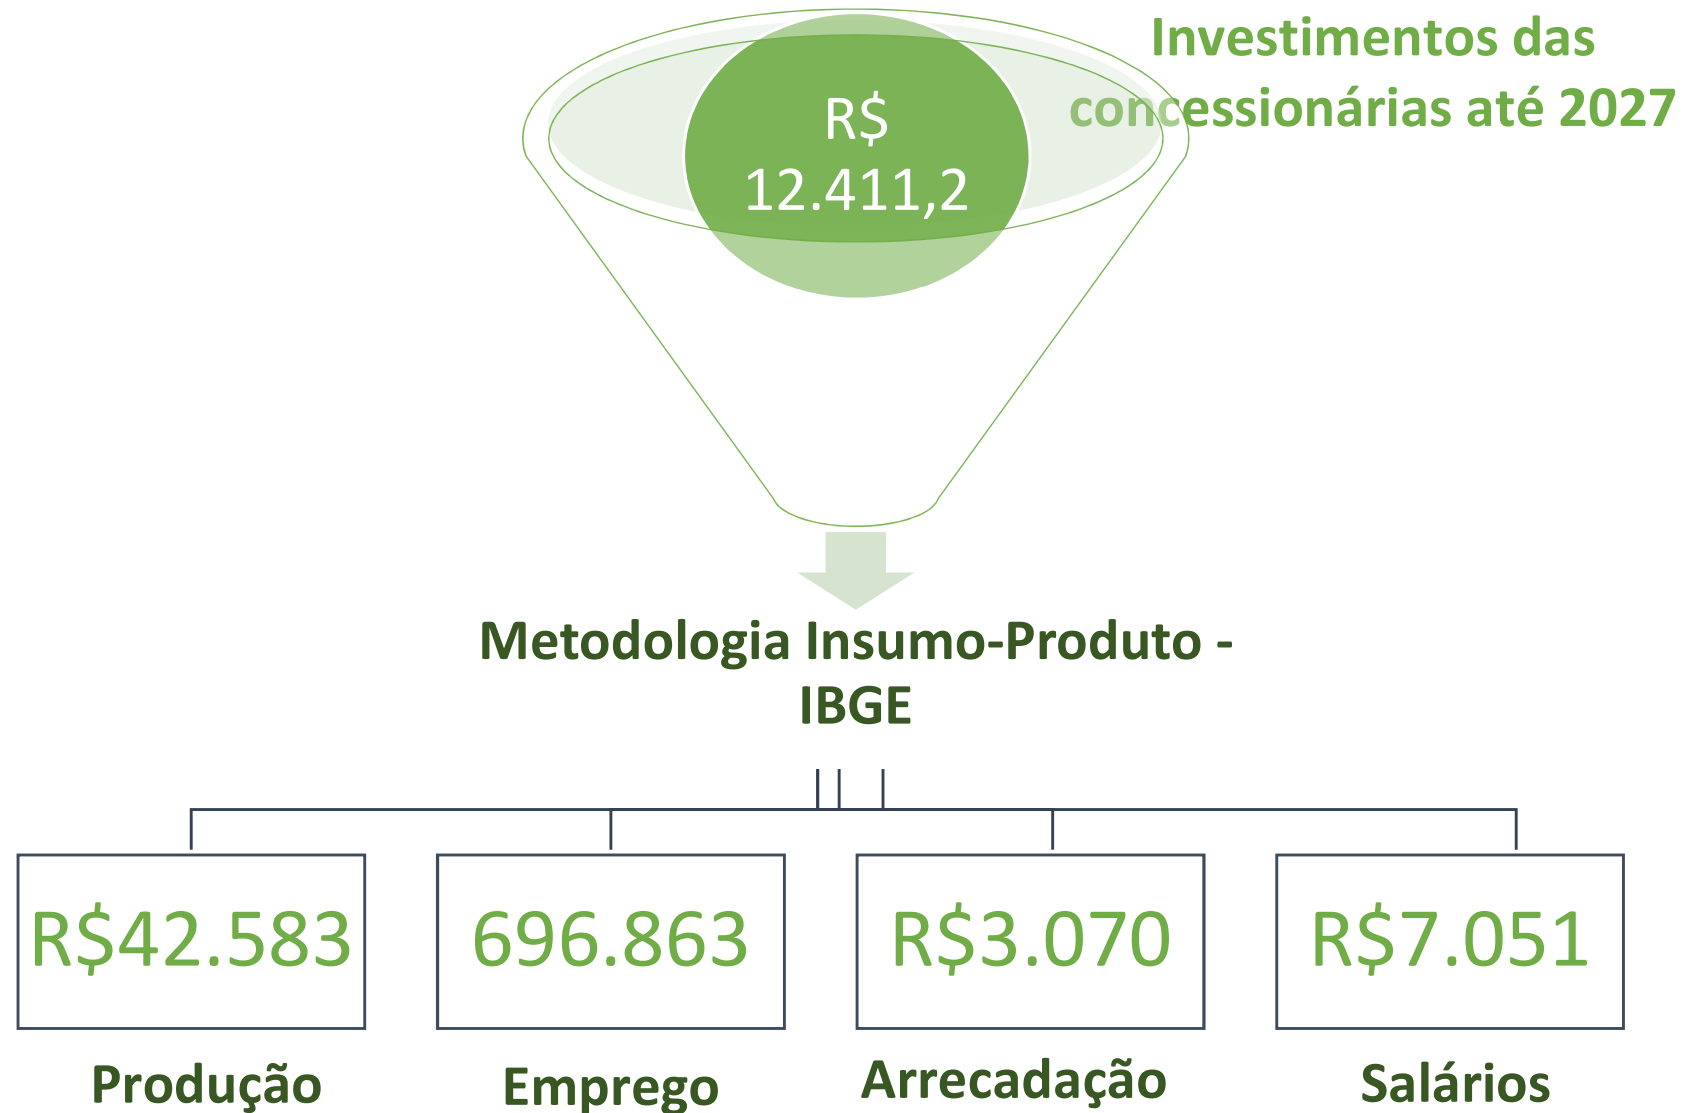 Investimentos das
concessionárias até 2027
R$
12.411,2
Metodologia Insumo-Produto -
IBGE
R$42.583
696.863
R$3.070
R$7.051
Produção
Emprego
Arrecadação
Salários